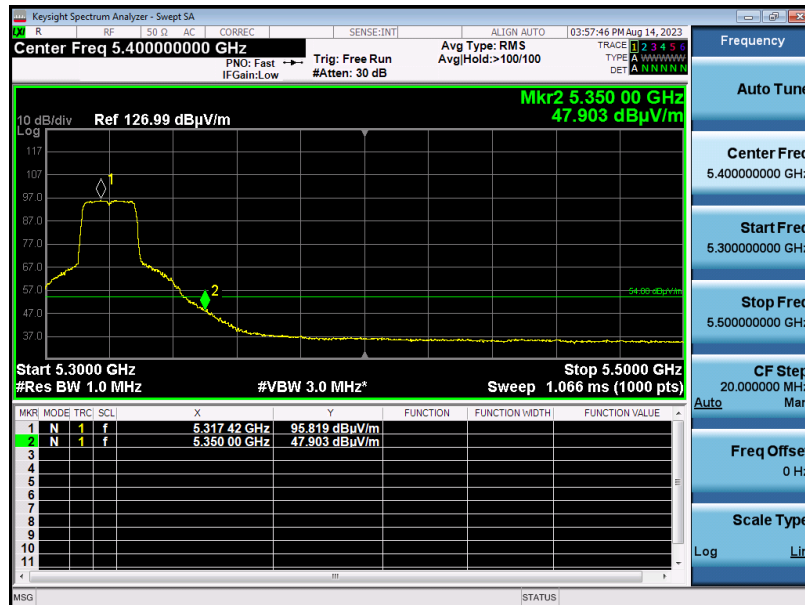 Keysight Spectrum Analyzer - Swept SA
LXI R RF 50 Ω AC CORREC SENSE:INT ALIGN AUTO 03:57:46 PM Aug 14, 2023
Center Freq 5.400000000 GHz
PNO: Fast
IFGain:Low
Trig: Free Run
#Atten: 30 dB
Avg Type: RMS
Avg|Hold:>100/100
TRACE 1 2 3 4 5 6
TYPE A WWWWW
DET A N N N N N
Mkr2 5.350 00 GHz
47.903 dBµV/m
10 dB/div Ref 126.99 dBµV/m
Log
117
107
97.0
87.0
77.0
67.0
57.0
47.0
37.0
1
2
54.00 dBµV/m
Start 5.3000 GHz Stop 5.5000 GHz
#Res BW 1.0 MHz #VBW 3.0 MHz* Sweep 1.066 ms (1000 pts)
MKR MODE TRC SCL X Y FUNCTION FUNCTION WIDTH FUNCTION VALUE
1 N 1 f 5.317 42 GHz 95.819 dBµV/m
2 N 1 f 5.350 00 GHz 47.903 dBµV/m
3
4
5
6
7
8
9
10
11
MSG STATUS
Frequency
Auto Tune
Center Freq
5.400000000 GHz
Start Freq
5.300000000 GHz
Stop Freq
5.500000000 GHz
CF Step
20.000000 MHz
Auto Man
Freq Offset
0 Hz
Scale Type
Log Lin